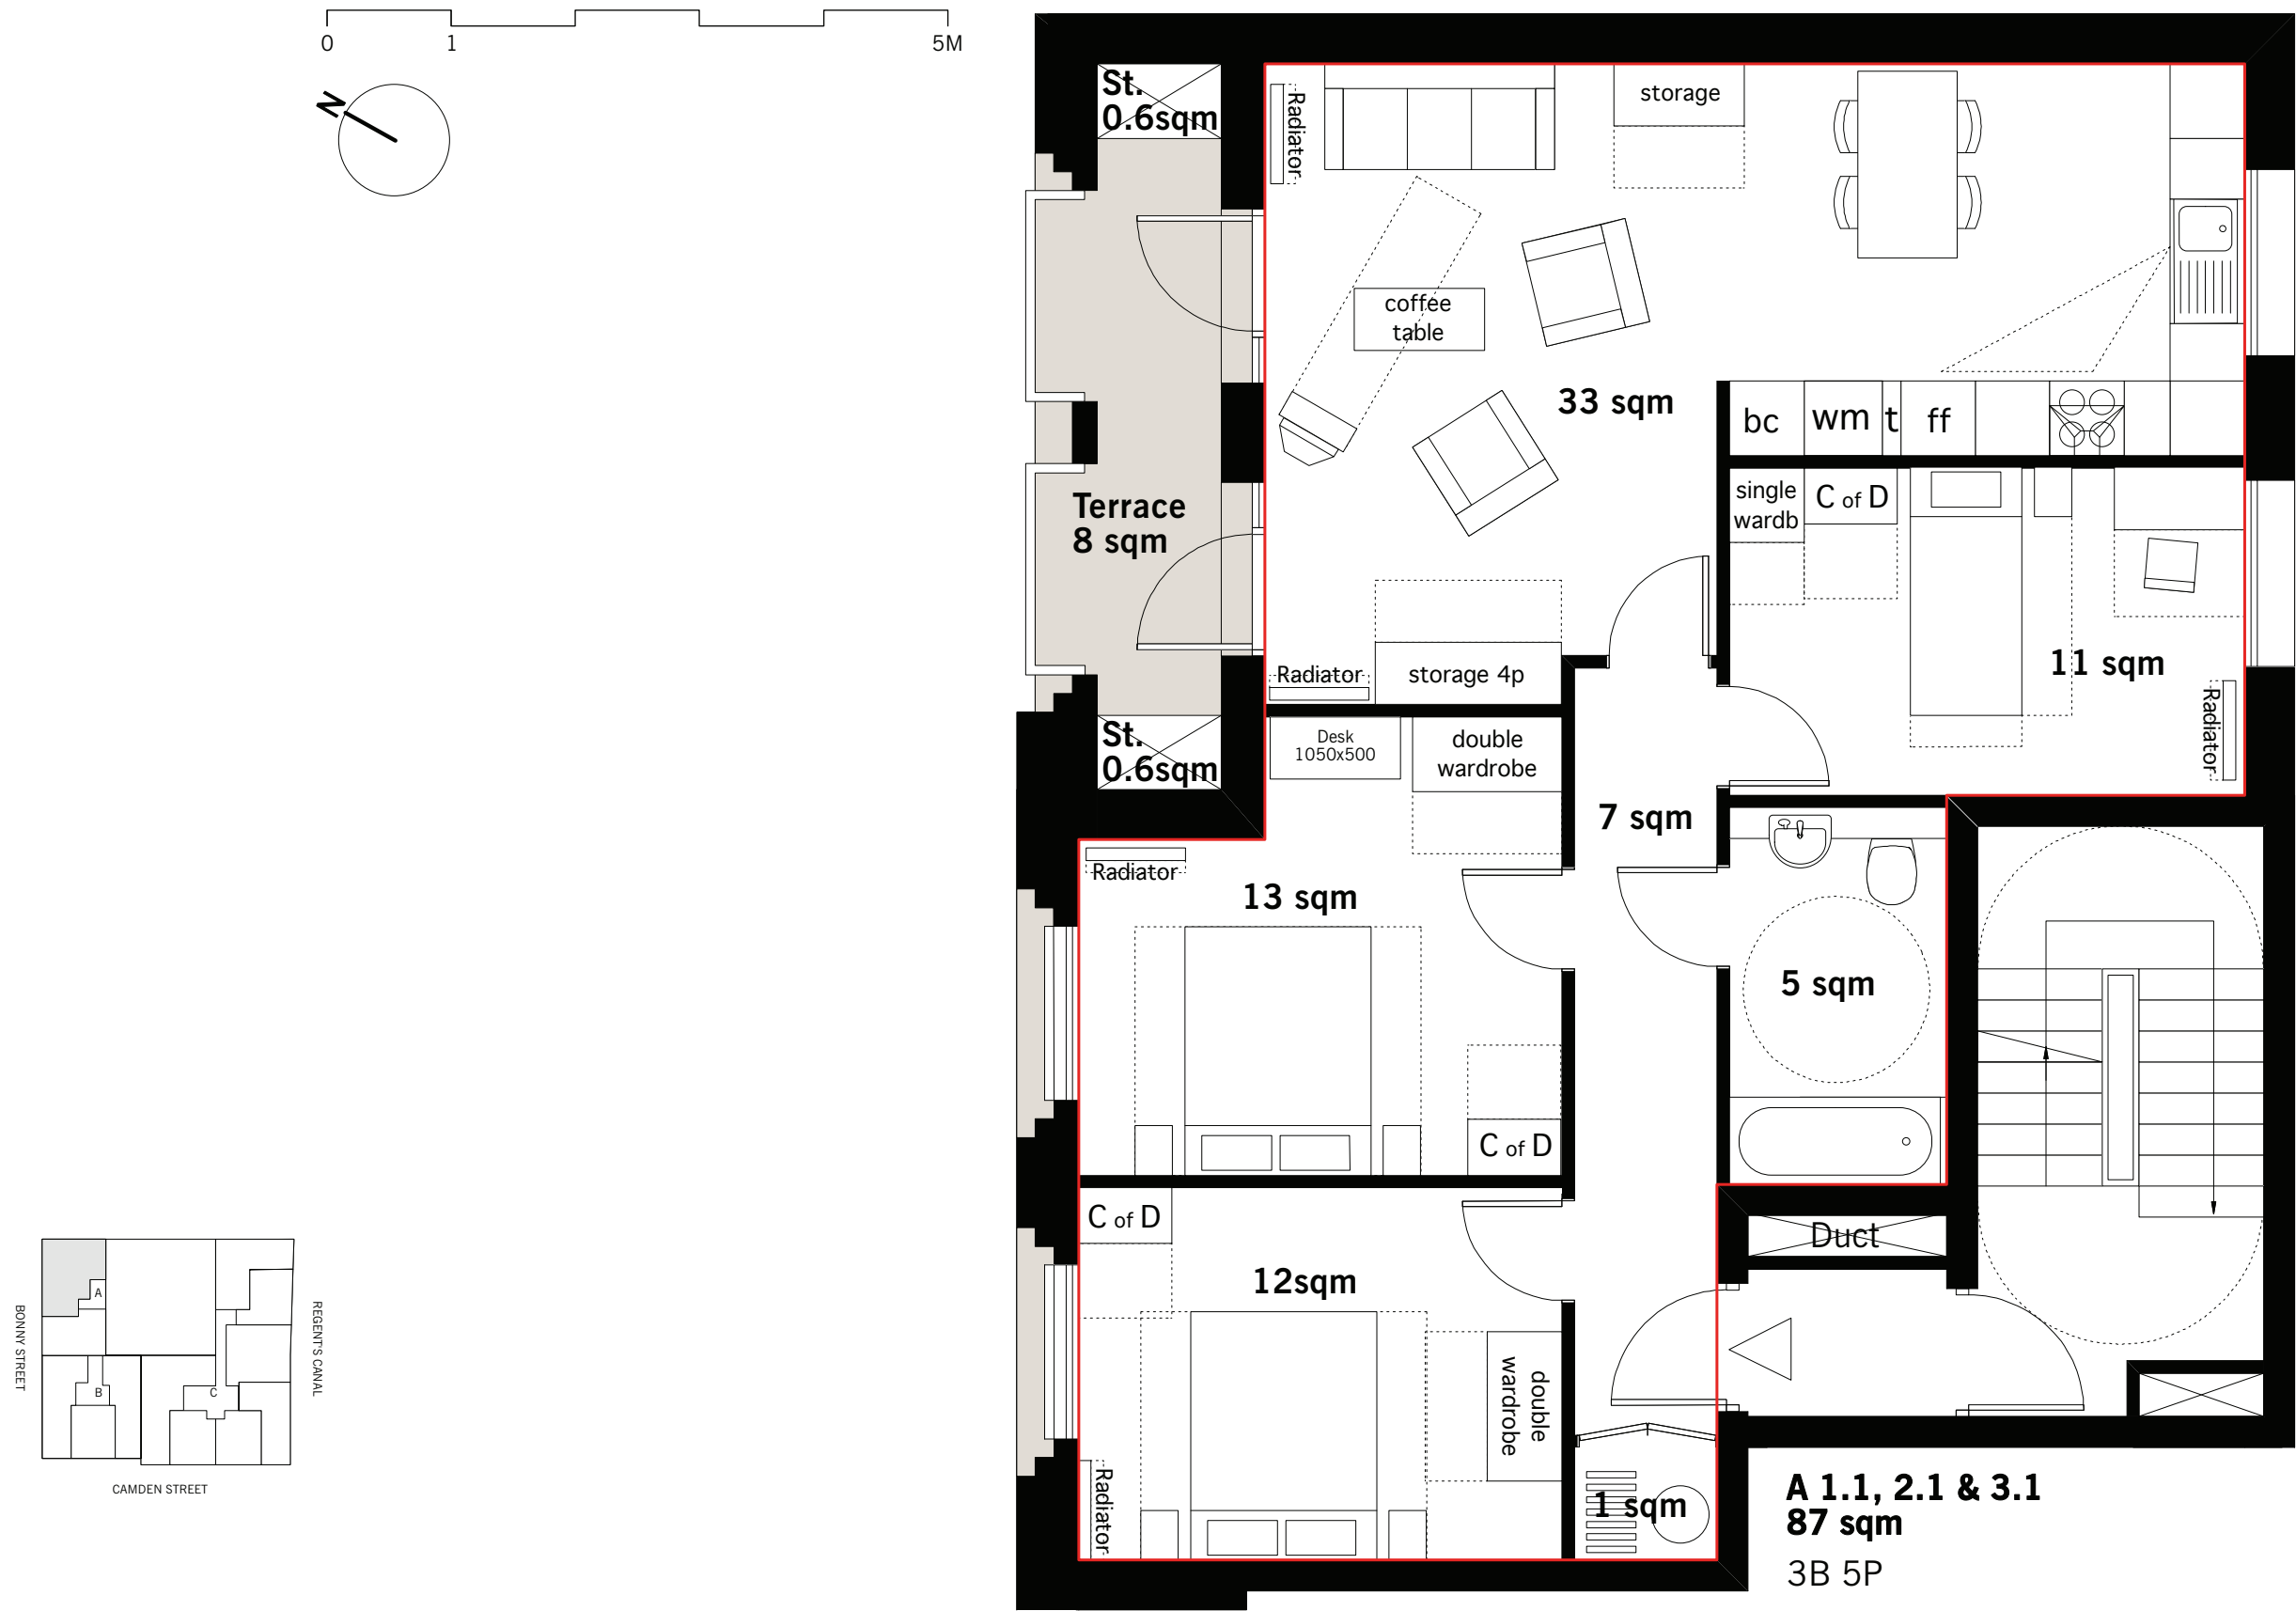 0 1 5M
N
St.
0.6sqm
Radiator
storage
coffee
table
33 sqm
bc wm t ff
Terrace
8 sqm
single
wardb
C of D
11 sqm
Radiator
Radiator
storage 4p
St.
0.6sqm
Desk
1050x500
double
wardrobe
7 sqm
Radiator
13 sqm
5 sqm
C of D
C of D
Duct
12sqm
double
wardrobe
Radiator
1 sqm
A 1.1, 2.1 & 3.1
87 sqm
3B 5P
A
B
C
BONNY STREET
REGENT'S CANAL
CAMDEN STREET